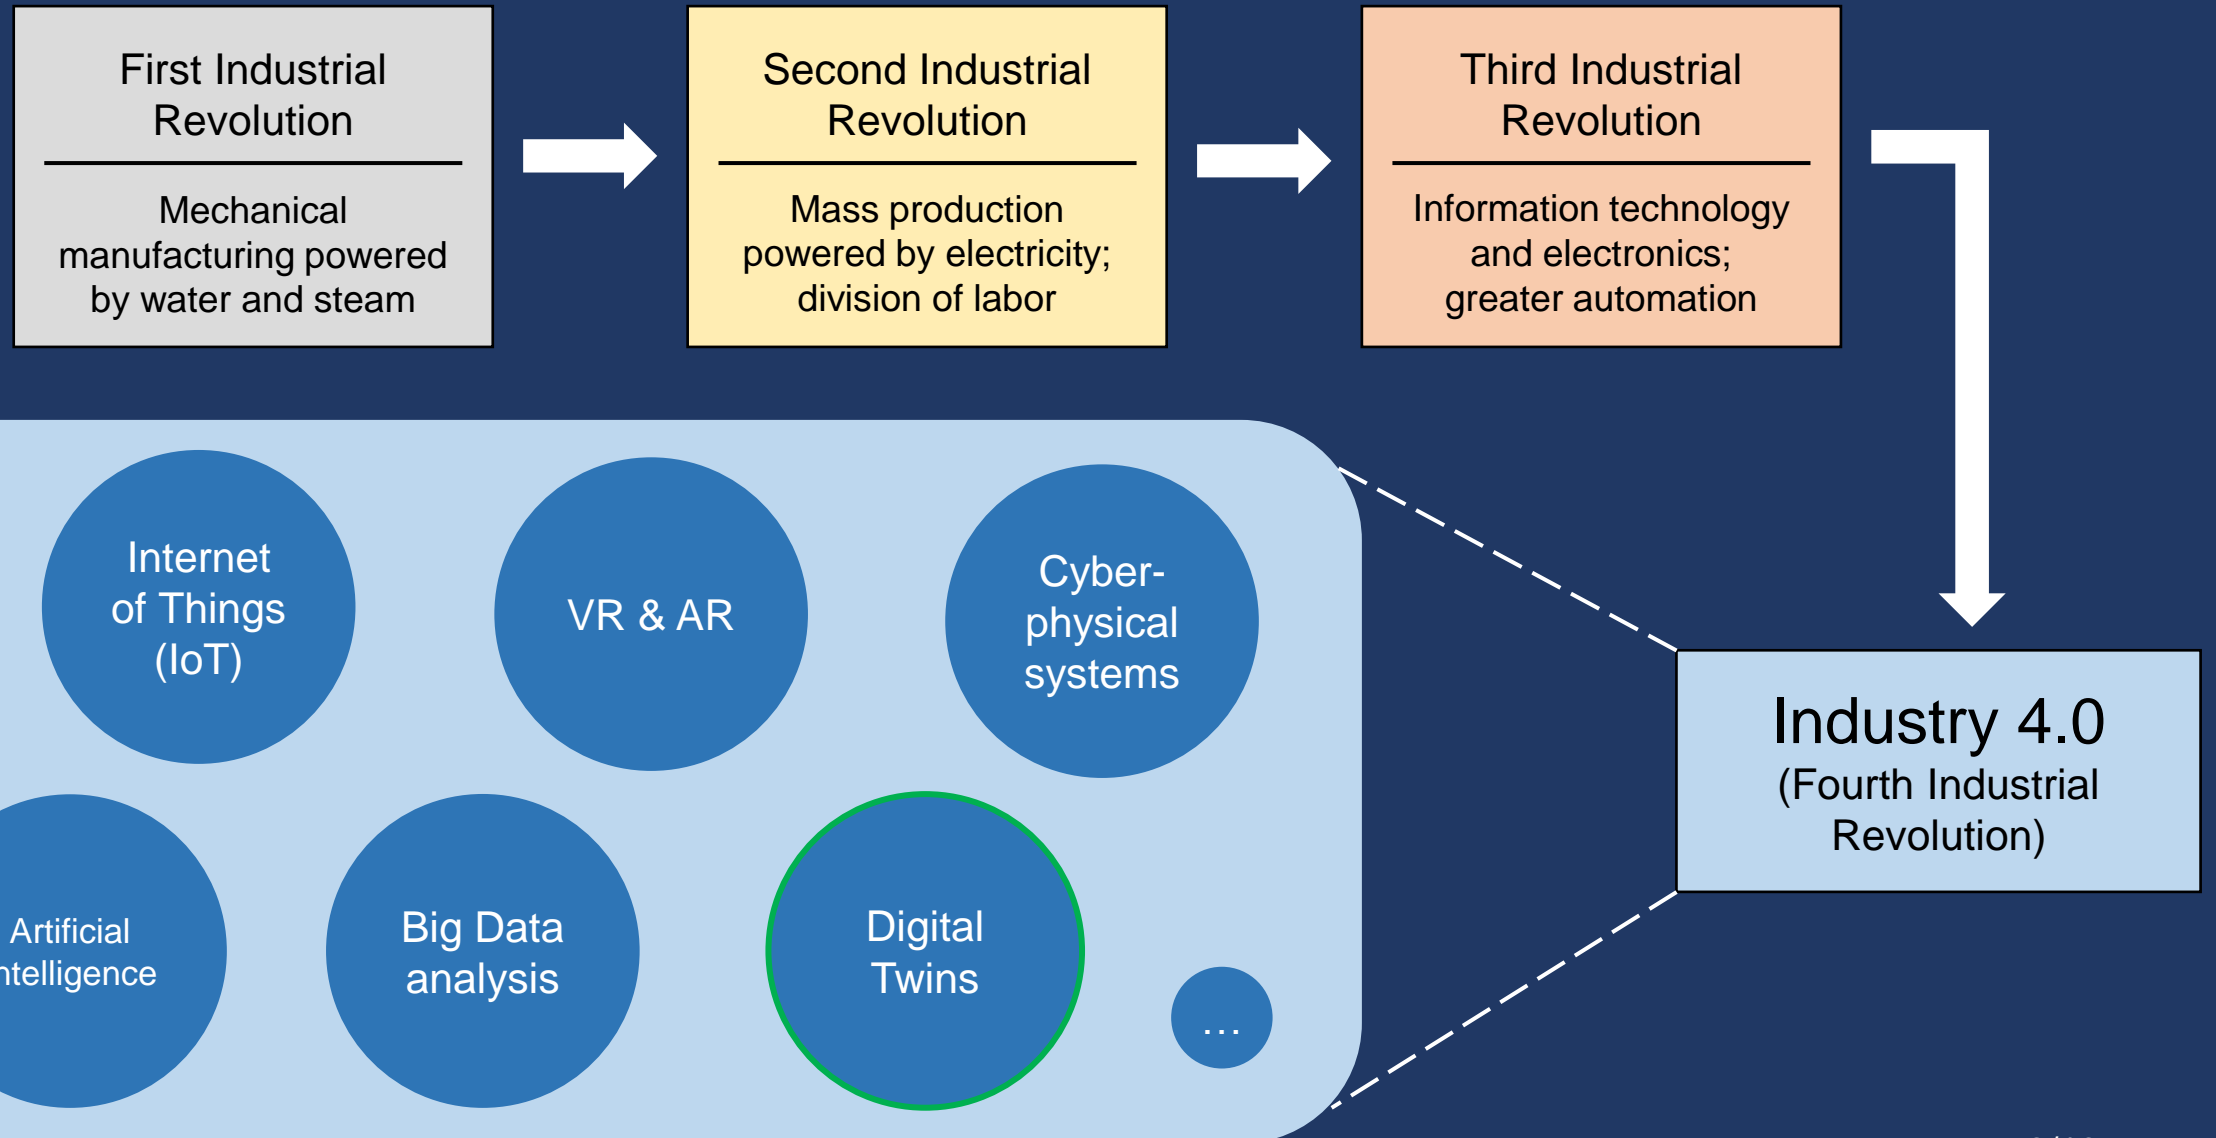 First Industrial
Revolution
Mechanical
manufacturing powered
by water and steam
Second Industrial
Revolution
Mass production
powered by electricity;
division of labor
Third Industrial
Revolution
Information technology
and electronics;
greater automation
Internet
of Things
(IoT)
VR & AR
Cyber-
physical
systems
Industry 4.0
(Fourth Industrial
Revolution)
Artificial
ntelligence
Big Data
analysis
Digital
Twins
...